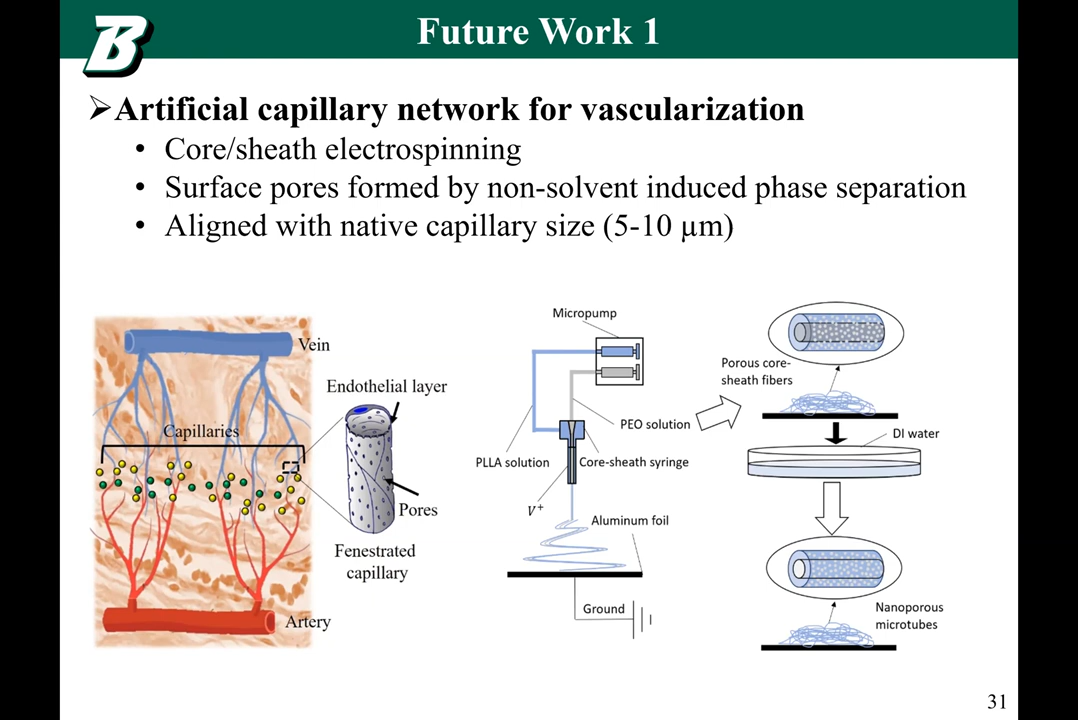 B
Future Work 1
➢Artificial capillary network for vascularization
• Core/sheath electrospinning
• Surface pores formed by non-solvent induced phase separation
• Aligned with native capillary size (5-10 µm)
Vein
Endothelial layer
Capillaries
Pores
Fenestrated
capillary
Artery
Micropump
PEO solution
PLLA solution
Core-sheath syringe
V⁺
Aluminum foil
Ground
Porous core-
sheath fibers
DI water
Nanoporous
microtubes
31